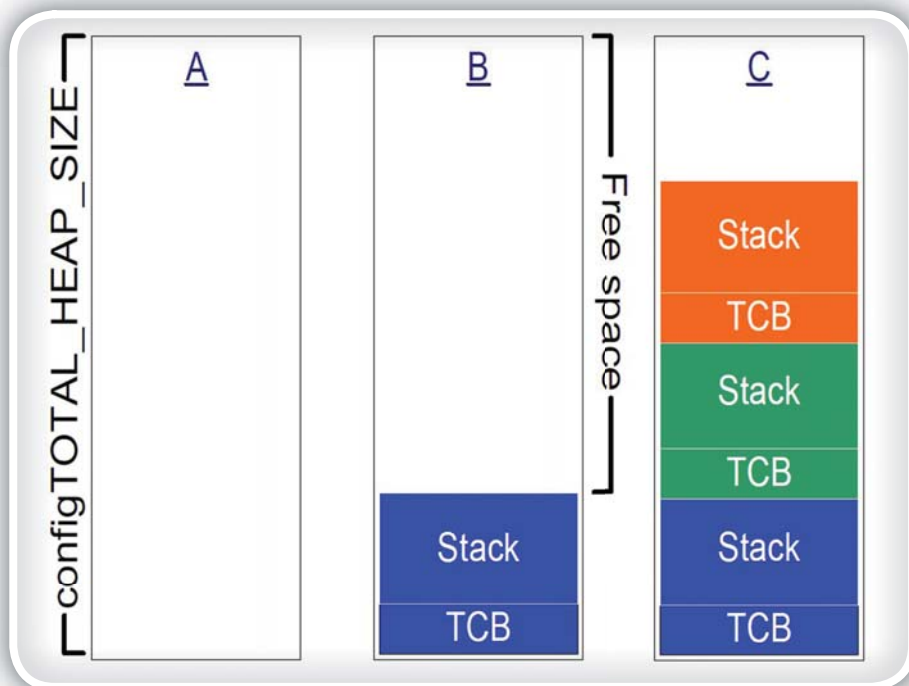 configTOTAL_HEAP_SIZE
A
B
Stack
TCB
Free space
C
Stack
TCB
Stack
TCB
Stack
TCB